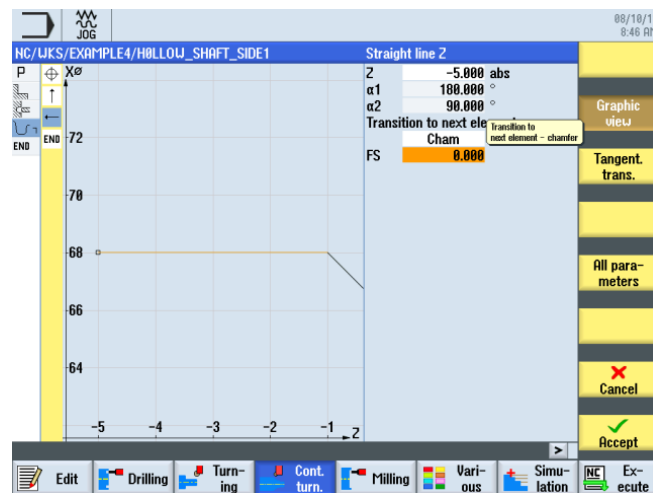 JOG
08/10/1
8:46 AM
NC/WKS/EXAMPLE4/HØLLOW_SHAFT_SIDE1
Straight line Z
P
END
END
XØ
72
70
68
66
64
-5 -4 -3 -2 -1 Z
Z -5.000 abs
α1 180.000 °
α2 90.000 °
Transition to next ele
Transition to
next element - chamfer
Cham
FS 0.000
Graphic
view
Tangent.
trans.
All para-
meters
Cancel
Accept
>
Edit
Drilling
Turn-
ing
Cont.
turn.
Milling
Vari-
ous
Simu-
lation
NC
Ex-
ecute